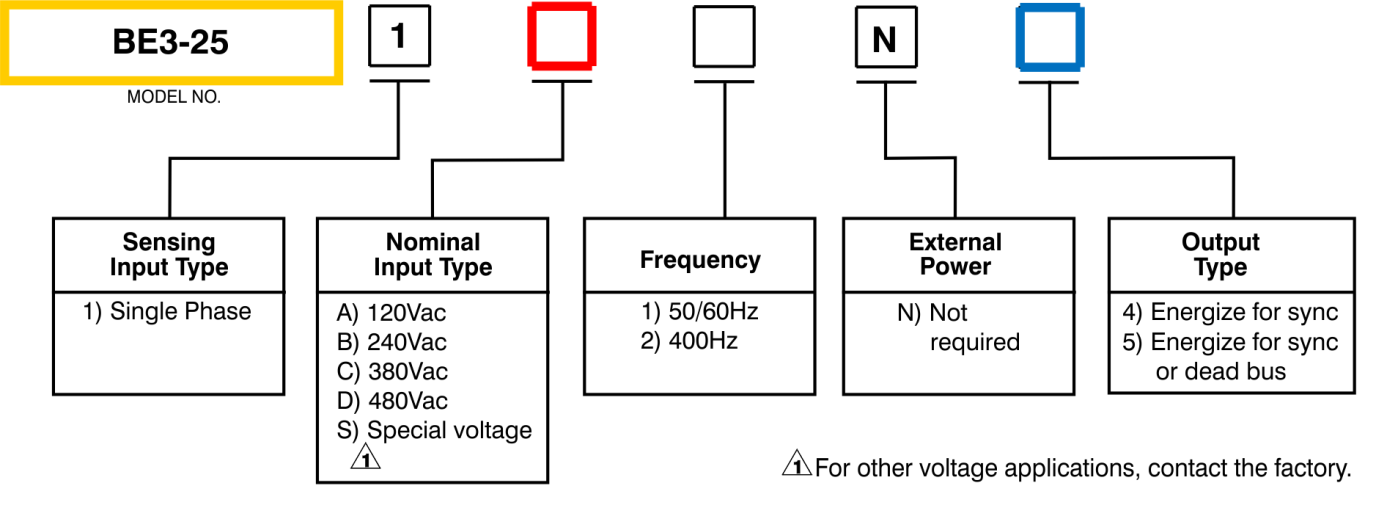 BE3-25
1
N
MODEL NO.
Sensing
Input Type
1) Single Phase
Nominal
Input Type
A) 120Vac
B) 240Vac
C) 380Vac
D) 480Vac
S) Special voltage
1
Frequency
1) 50/60Hz
2) 400Hz
External
Power
N) Not
required
Output
Type
4) Energize for sync
5) Energize for sync
or dead bus
1 For other voltage applications, contact the factory.